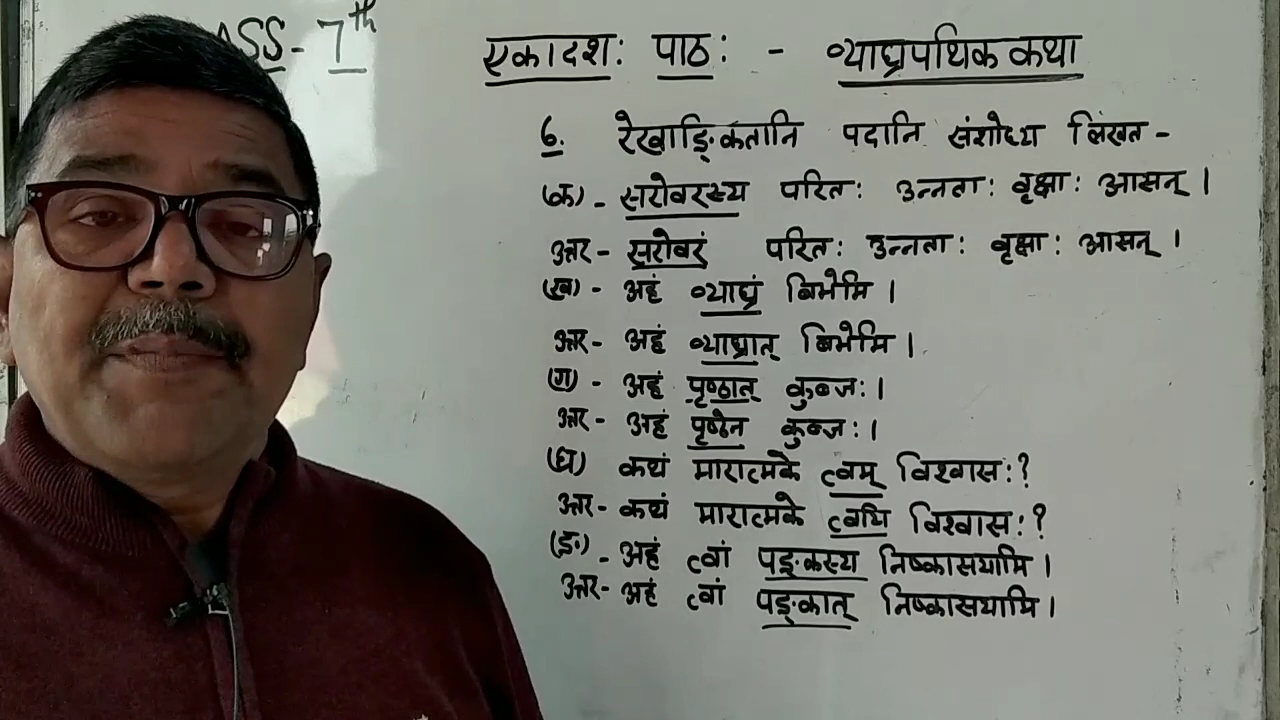 ASS - 7th
एकादशः पाठः - व्याघ्रपथिक कथा
6. रेखाङ्कितानि पदानि संशोध्य लिखत -
(क) - सरोवरस्य परितः उन्नताः वृक्षाः आसन् ।
उत्तर - सरोवरं परितः उन्नताः वृक्षाः आसन् ।
(ख) - अहं व्याघ्रं बिभेमि ।
उत्तर - अहं व्याघ्रात् बिभेमि ।
(ग) - अहं पृष्ठात् कुब्जः ।
उत्तर - अहं पृष्ठेन कुब्जः ।
(घ) कथं मारात्मके त्वम् विश्वासः ?
उत्तर - कथं मारात्मके त्वयि विश्वासः ?
(ङ) - अहं त्वां पङ्कस्य निष्कासयामि ।
उत्तर - अहं त्वां पङ्कात् निष्कासयामि ।